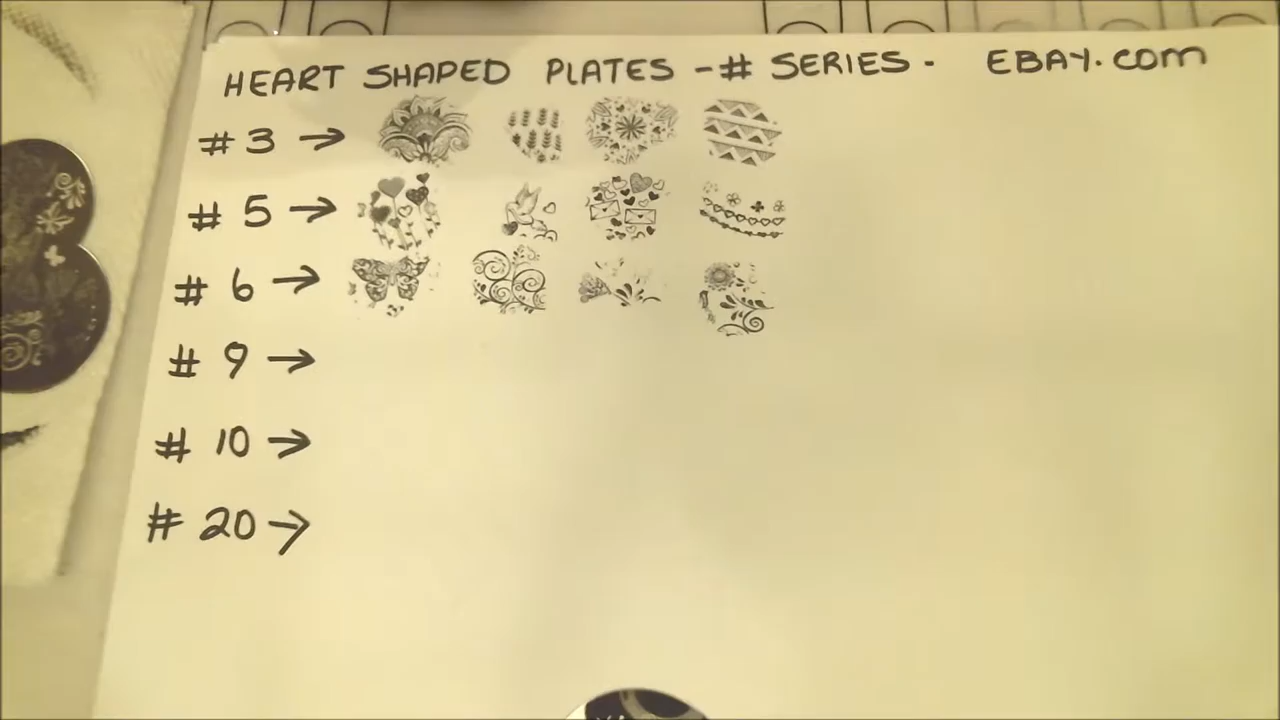 HEART SHAPED PLATES - # SERIES - EBAY.com
# 3 →
# 5 →
# 6 →
# 9 →
# 10 →
# 20 →